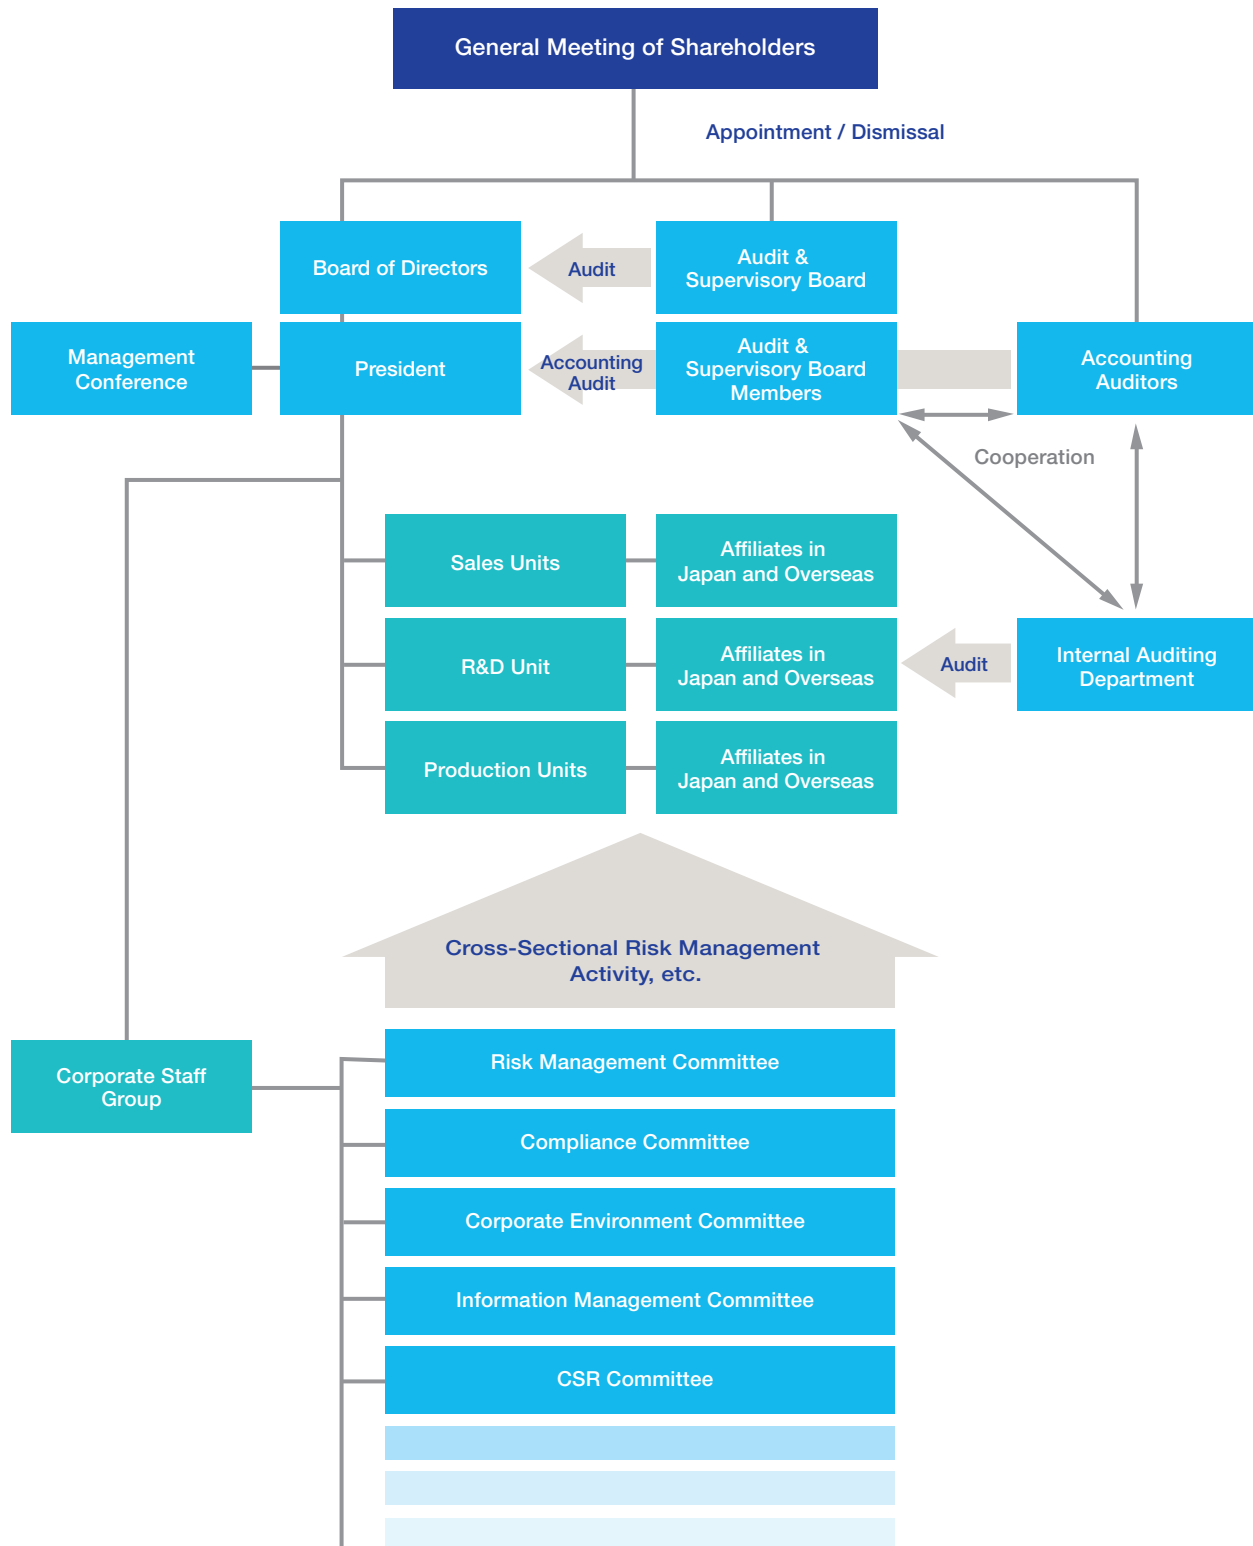 General Meeting of Shareholders
Appointment / Dismissal
Board of Directors
Audit
Audit &
Supervisory Board
Management
Conference
President
Accounting
Audit
Audit &
Supervisory Board
Members
Accounting
Auditors
Cooperation
Sales Units
Affiliates in
Japan and Overseas
R&D Unit
Affiliates in
Japan and Overseas
Audit
Internal Auditing
Department
Production Units
Affiliates in
Japan and Overseas
Cross-Sectional Risk Management
Activity, etc.
Corporate Staff
Group
Risk Management Committee
Compliance Committee
Corporate Environment Committee
Information Management Committee
CSR Committee